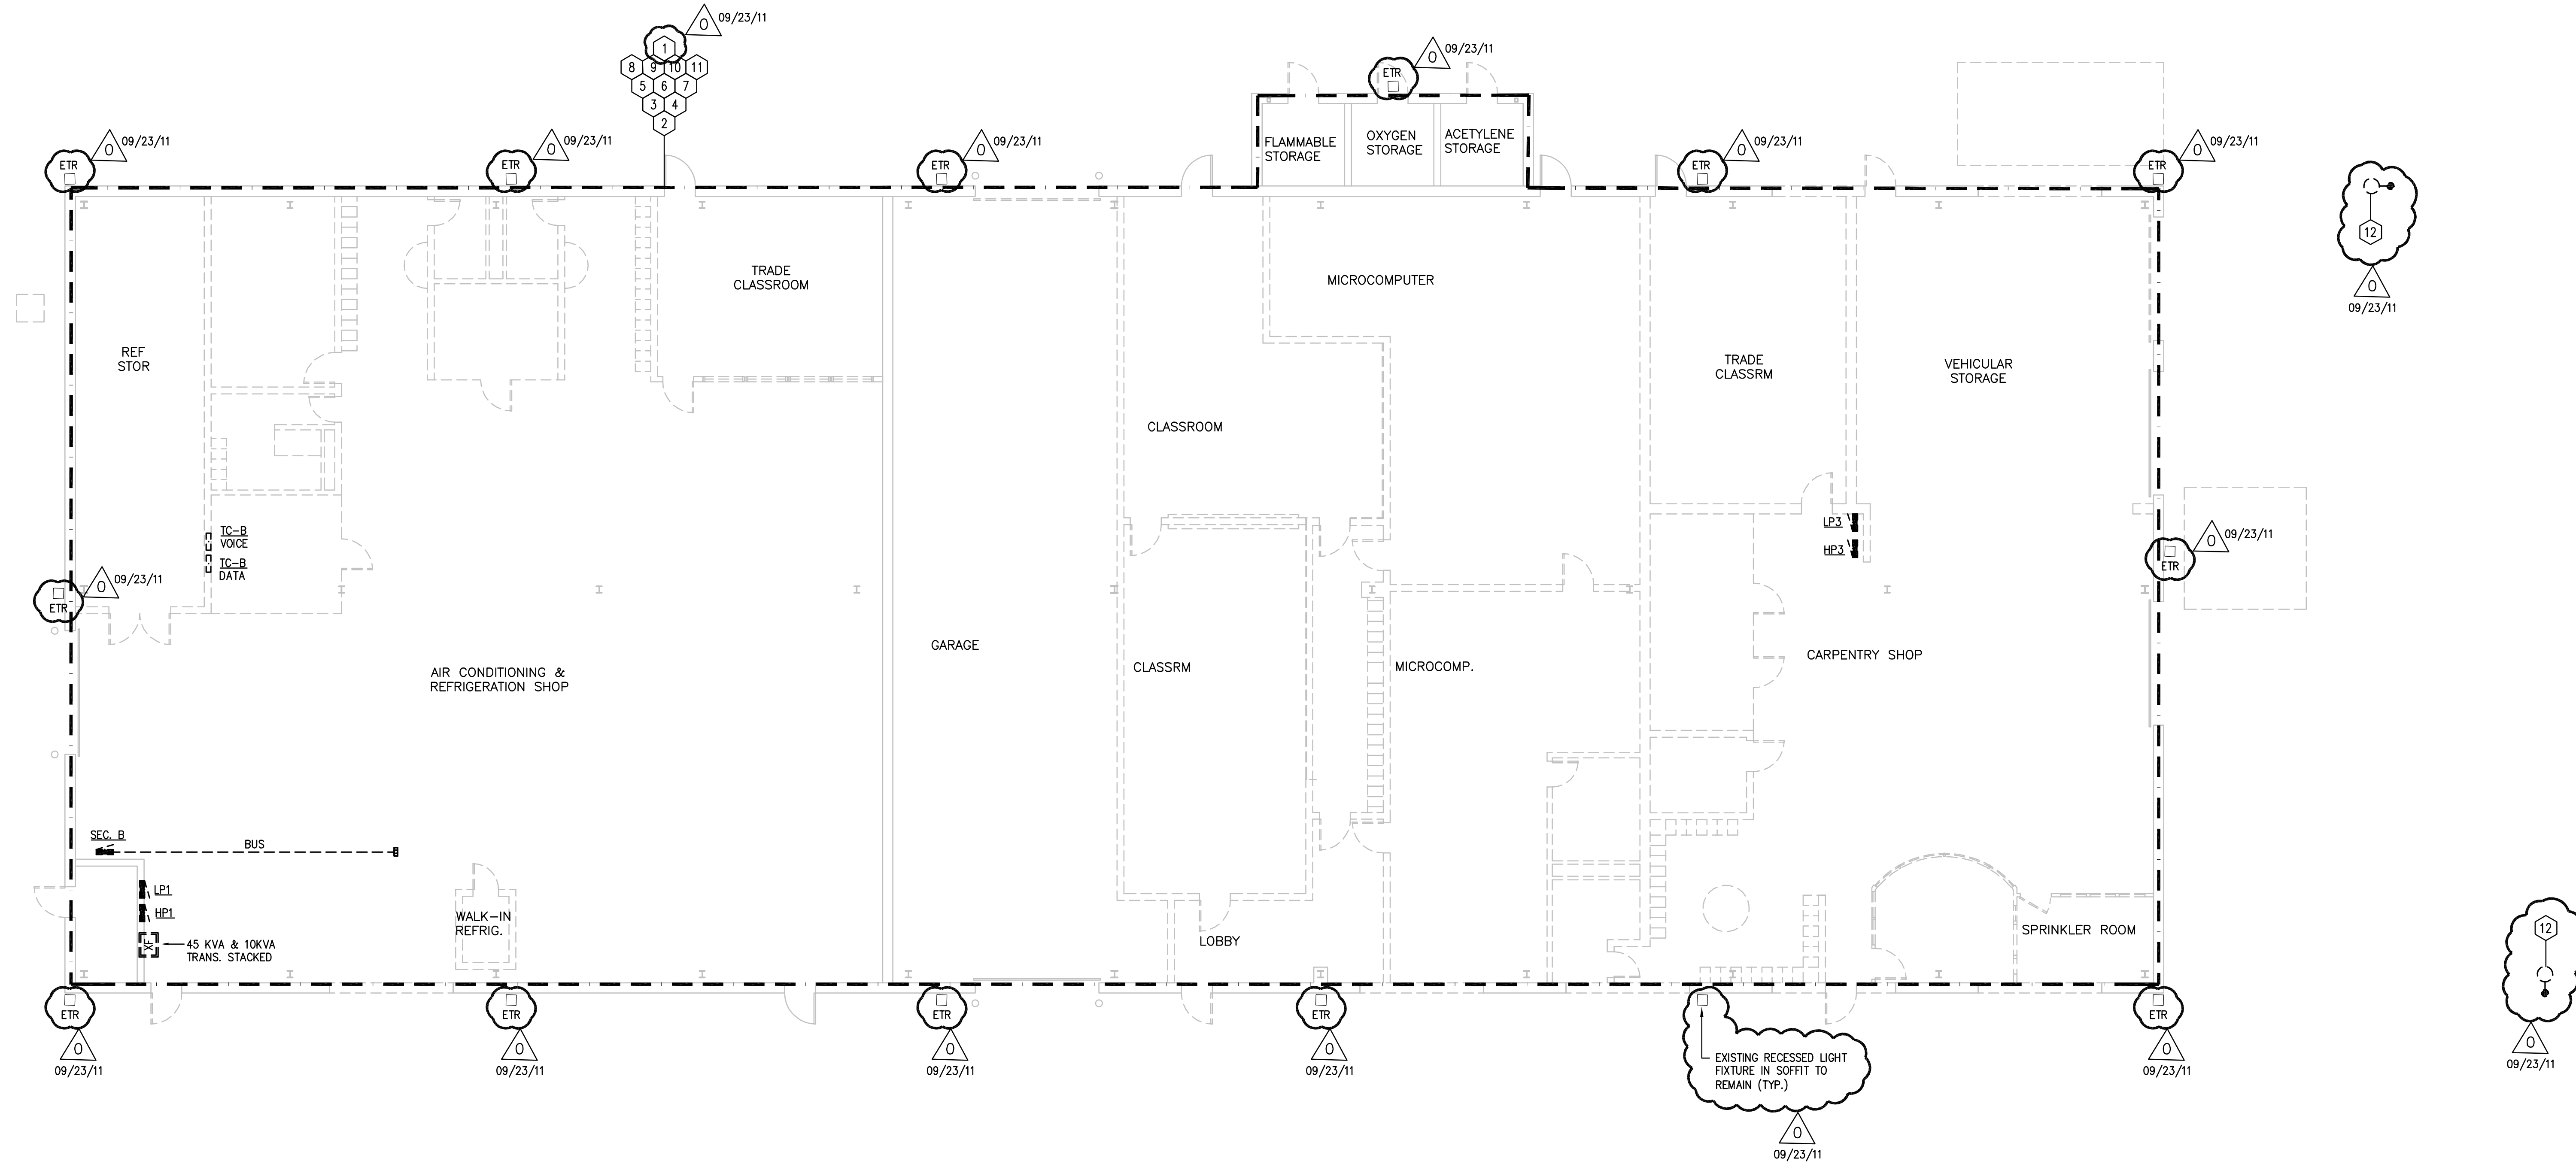 0 09/23/11
1
8 9 10 11
5 6 7
3 4
2
ETR
0 09/23/11
ETR
0 09/23/11
ETR
0 09/23/11
ETR
0 09/23/11
ETR
0 09/23/11
ETR
0 09/23/11
FLAMMABLE
STORAGE
OXYGEN
STORAGE
ACETYLENE
STORAGE
12
0
09/23/11
TRADE
CLASSROOM
MICROCOMPUTER
REF
STOR
TRADE
CLASSRM
VEHICULAR
STORAGE
CLASSROOM
TC-B
VOICE
TC-B
DATA
LP3
HP3
ETR
0 09/23/11
ETR
0 09/23/11
GARAGE
AIR CONDITIONING &
REFRIGERATION SHOP
CLASSRM
MICROCOMP.
CARPENTRY SHOP
SEC. B
BUS
LP1
HP1
XF
45 KVA & 10KVA
TRANS. STACKED
WALK-IN
REFRIG.
LOBBY
SPRINKLER ROOM
12
0
09/23/11
ETR
0
09/23/11
ETR
0
09/23/11
ETR
0
09/23/11
ETR
0
09/23/11
EXISTING RECESSED LIGHT
FIXTURE IN SOFFIT TO
REMAIN (TYP.)
0
09/23/11
ETR
0
09/23/11